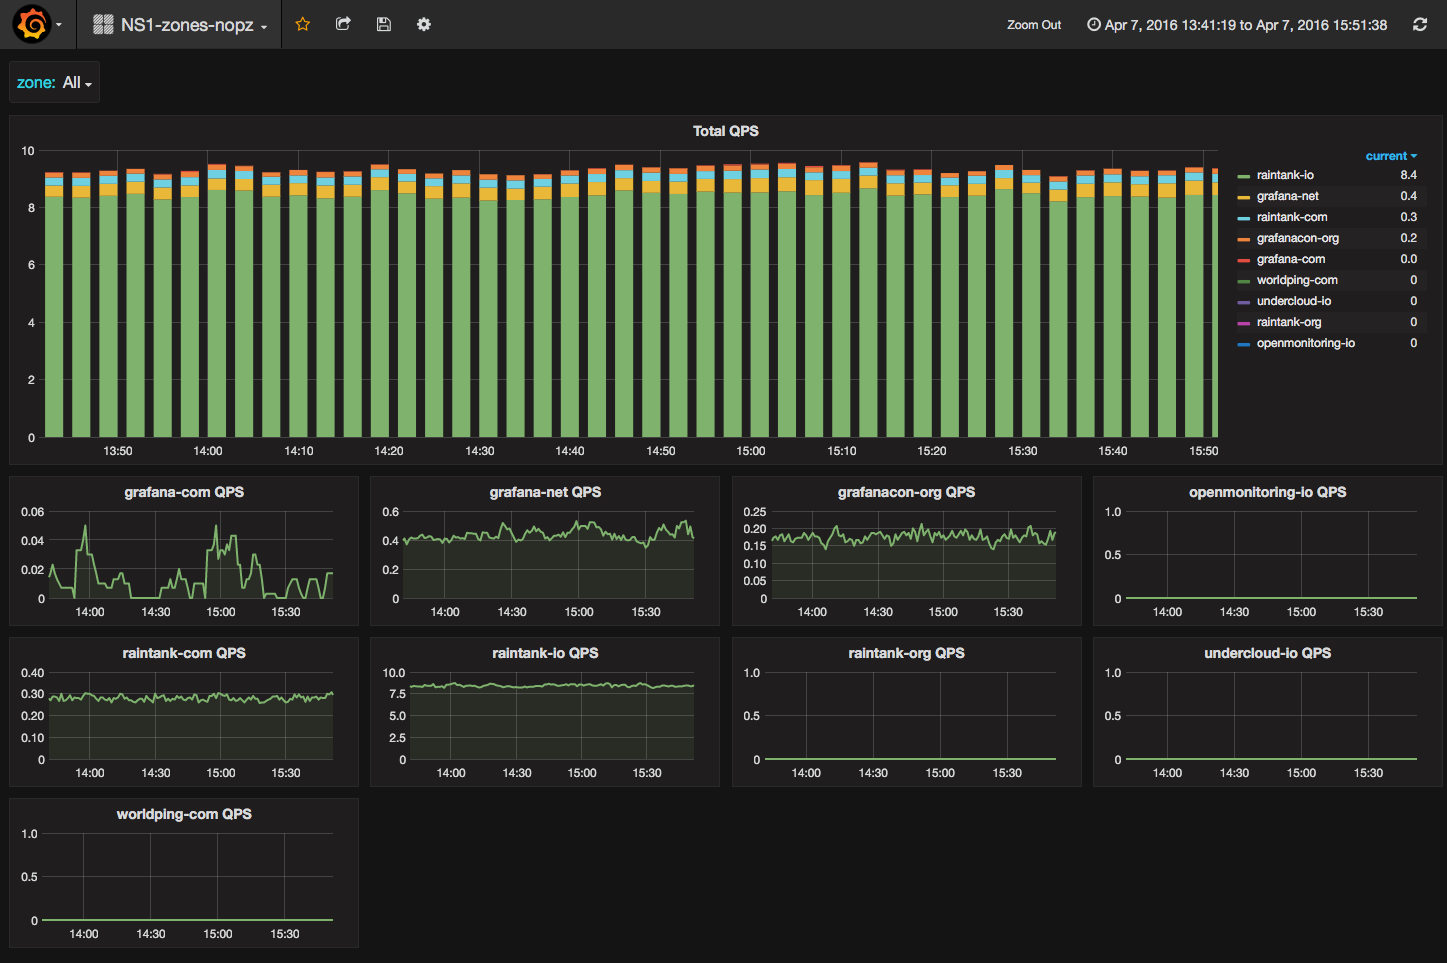 NS1-zones-nopz
Zoom Out
Apr 7, 2016 13:41:19 to Apr 7, 2016 15:51:38
zone: All
Total QPS
10
8
6
4
2
0
13:50 14:00 14:10 14:20 14:30 14:40 14:50 15:00 15:10 15:20 15:30 15:40 15:50
current
raintank-io 8.4
grafana-net 0.4
raintank-com 0.3
grafanacon-org 0.2
grafana-com 0.0
worldping-com 0
undercloud-io 0
raintank-org 0
openmonitoring-io 0
grafana-com QPS
0.06
0.04
0.02
0
14:00 14:30 15:00 15:30
grafana-net QPS
0.6
0.4
0.2
0
14:00 14:30 15:00 15:30
grafanacon-org QPS
0.25
0.20
0.15
0.10
0.05
0
14:00 14:30 15:00 15:30
openmonitoring-io QPS
1.0
0.5
0
14:00 14:30 15:00 15:30
raintank-com QPS
0.40
0.30
0.20
0.10
0
14:00 14:30 15:00 15:30
raintank-io QPS
10.0
7.5
5.0
2.5
0
14:00 14:30 15:00 15:30
raintank-org QPS
1.0
0.5
0
14:00 14:30 15:00 15:30
undercloud-io QPS
1.0
0.5
0
14:00 14:30 15:00 15:30
worldping-com QPS
1.0
0.5
0
14:00 14:30 15:00 15:30